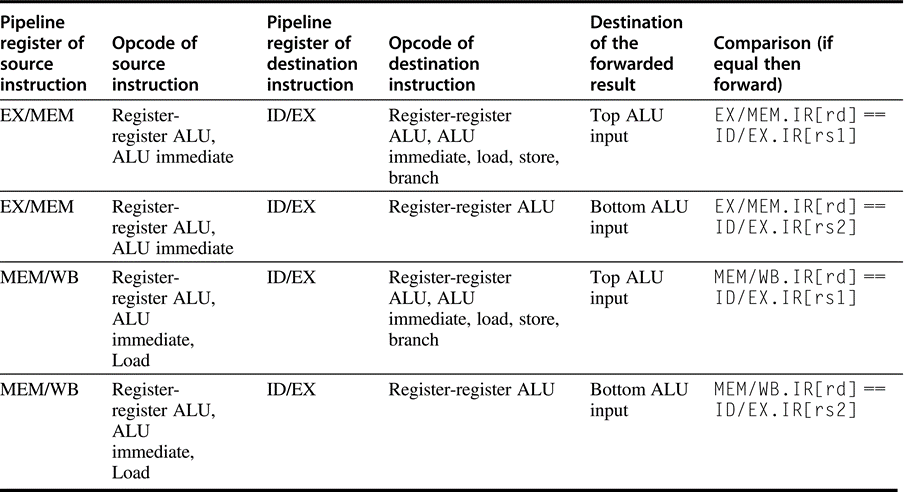 Pipeline register of source instruction | Opcode of source instruction | Pipeline register of destination instruction | Opcode of destination instruction | Destination of the forwarded result | Comparison (if equal then forward)
EX/MEM | Register-register ALU, ALU immediate | ID/EX | Register-register ALU, ALU immediate, load, store, branch | Top ALU input | EX/MEM.IR[rd] == ID/EX.IR[rs1]
EX/MEM | Register-register ALU, ALU immediate | ID/EX | Register-register ALU | Bottom ALU input | EX/MEM.IR[rd] == ID/EX.IR[rs2]
MEM/WB | Register-register ALU, ALU immediate, Load | ID/EX | Register-register ALU, ALU immediate, load, store, branch | Top ALU input | MEM/WB.IR[rd] == ID/EX.IR[rs1]
MEM/WB | Register-register ALU, ALU immediate, Load | ID/EX | Register-register ALU | Bottom ALU input | MEM/WB.IR[rd] == ID/EX.IR[rs2]